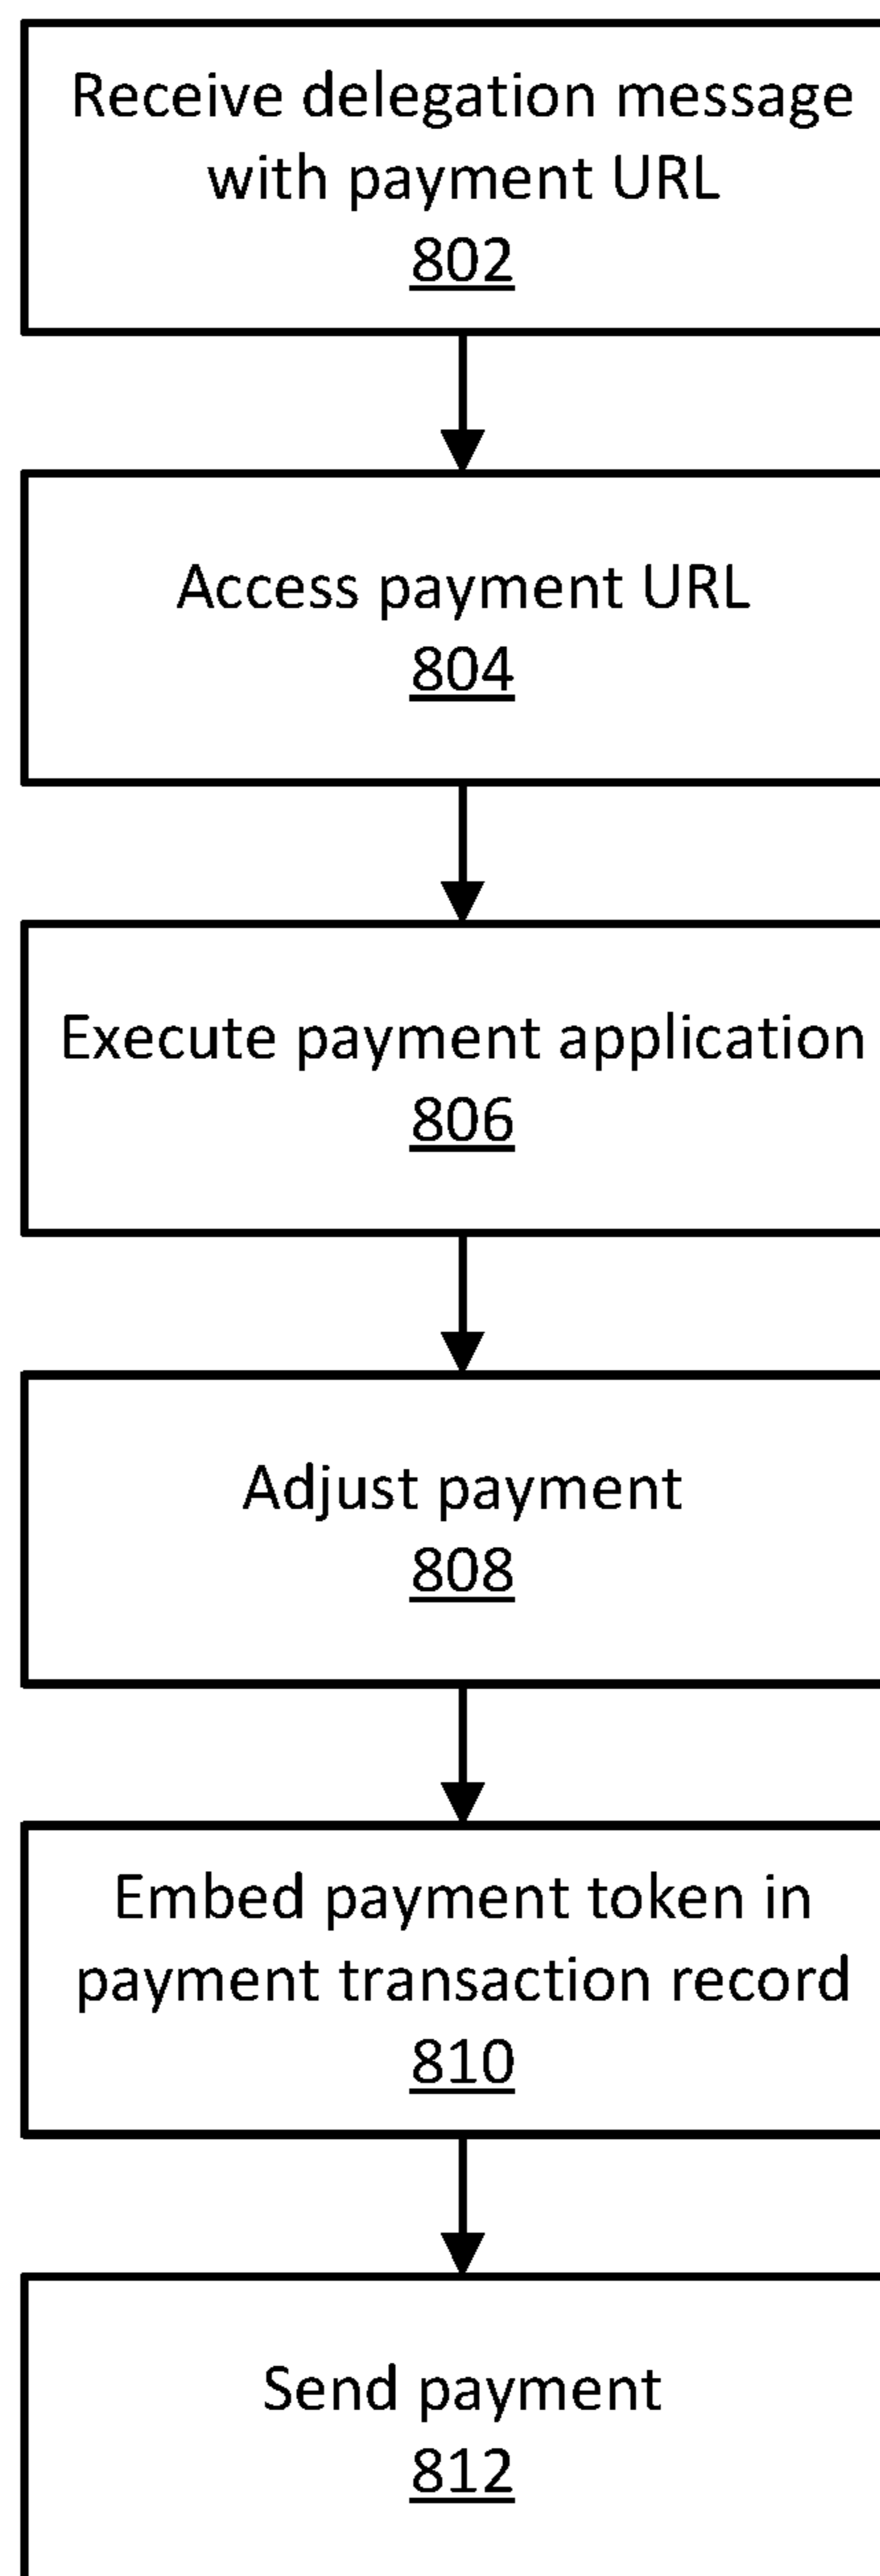 Receive delegation message
with payment URL
802
Access payment URL
804
Execute payment application
806
Adjust payment
808
Embed payment token in
payment transaction record
810
Send payment
812